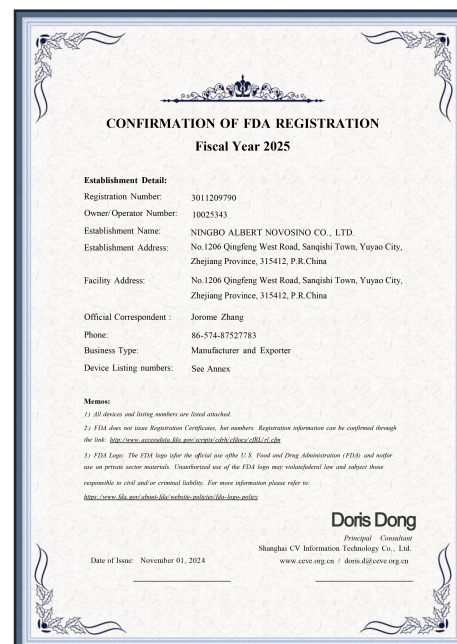 CONFIRMATION OF FDA REGISTRATION
Fiscal Year 2025
Establishment Detail:
Registration Number: 3011209790
Owner/Operator Number: 10025343
Establishment Name: NINGBO ALBERT NOVOSINO CO., LTD.
Establishment Address: No.1206 Qingfeng West Road, Sanqishi Town, Yuyao City,
Zhejiang Province, 315412, P.R.China
Facility Address: No.1206 Qingfeng West Road, Sanqishi Town, Yuyao City,
Zhejiang Province, 315412, P.R.China
Official Correspondent : Jorome Zhang
Phone: 86-574-87527783
Business Type: Manufacturer and Exporter
Device Listing numbers: See Annex
Memos:
1) All devices and listing numbers are listed attached
2) FDA does not issue Registration Certificates, but numbers. Registration information can be confirmed through
the link: http://www.accessdata.fda.gov/scripts/cdrh/cfdocs/cfRL/rl.cfm
3) FDA Logo: The FDA logo isfor the official use ofthe U.S. Food and Drug Administration (FDA) and notfor
use on private sector materials. Unauthorized use of the FDA logo may violatefederal law and subject those
responsible to civil and/or criminal liability. For more information please refer to:
https://www.fda.gov/about-fda/website-policies/fda-logo-policy
Doris Dong
Principal Consultant
Shanghai CV Information Technology Co., Ltd.
Date of Issue: November 01, 2024 www.ceve.org.cn / doris.d@ceve.org.cn